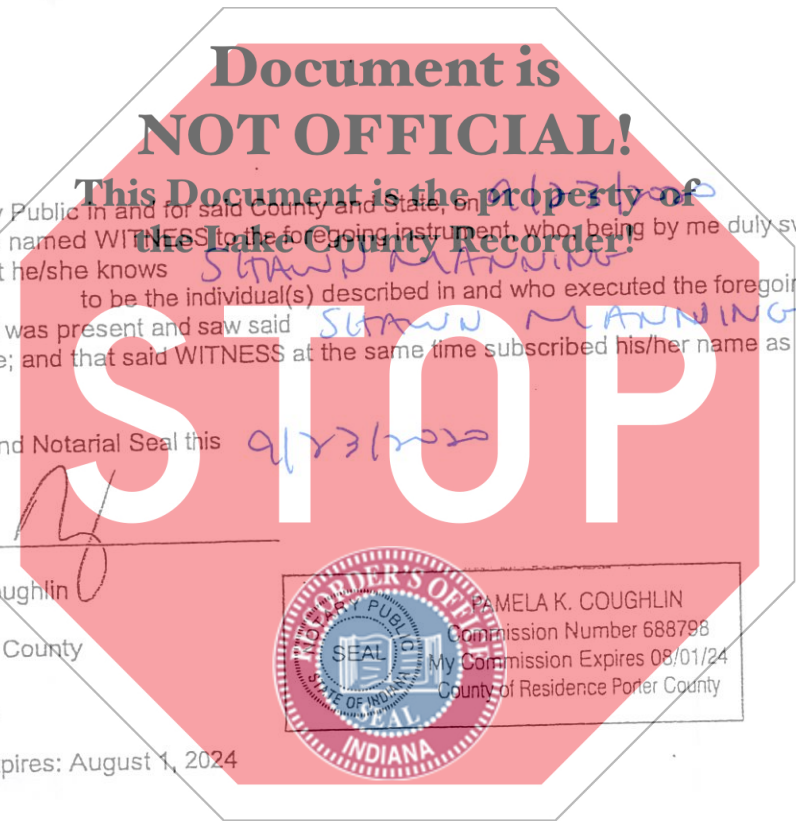 Document is
NOT OFFICIAL!
This Document is the property of
the Lake County Recorder!
Public in and for said County and State, on 9/23/2020
named WITNESS to the foregoing instrument, who, being by me duly
he/she knows SHAWN MANNING
to be the individual(s) described in and who executed the
was present and saw said SHAWN MANNING
and that said WITNESS at the same time subscribed his/her name as
STOP
Notarial Seal this 9/23/2020
County
RECORDER'S OFFICE
SEAL
INDIANA
NOTARY PUBLIC
SEAL
STATE OF INDIANA
PAMELA K. COUGHLIN
Commission Number 688798
My Commission Expires 08/01/24
County of Residence Porter County
August 1, 2024